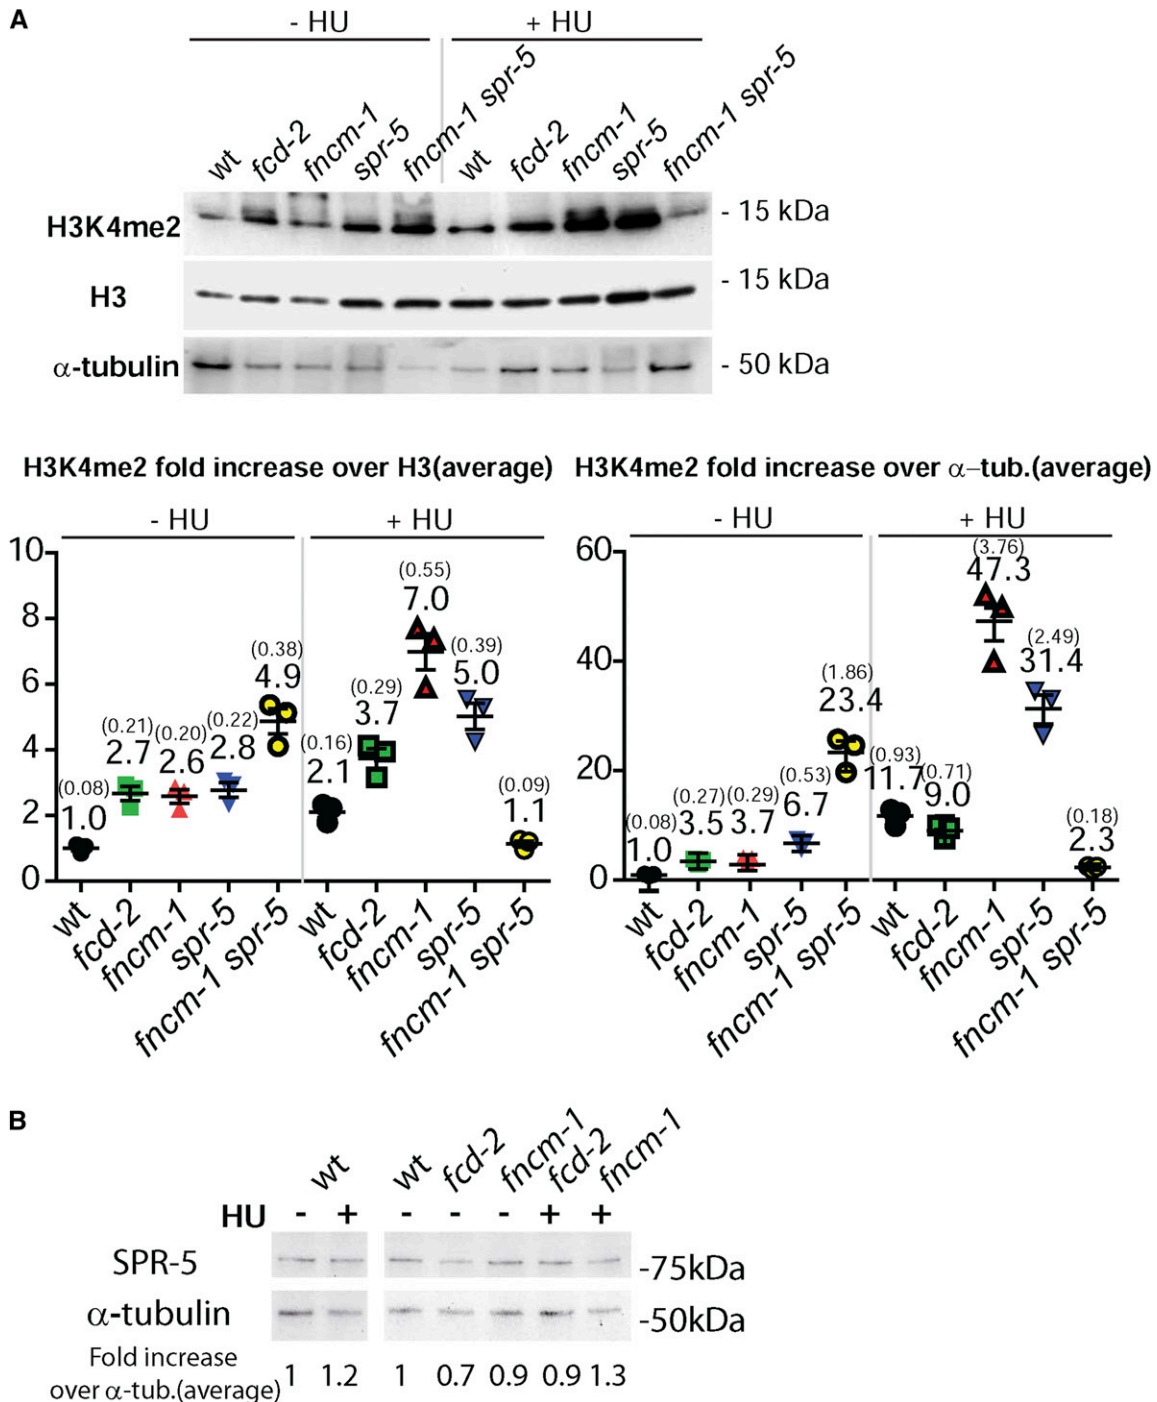 A
- HU + HU
wt fcd-2 fncm-1 spr-5 fncm-1 spr-5 wt fcd-2 fncm-1 spr-5 fncm-1 spr-5
H3K4me2 - 15 kDa
H3 - 15 kDa
α-tubulin - 50 kDa
H3K4me2 fold increase over H3(average)
- HU + HU
10
8
6
4
2
0
(0.08)
1.0
(0.21)
2.7
(0.20)
2.6
(0.22)
2.8
(0.38)
4.9
(0.16)
2.1
(0.29)
3.7
(0.55)
7.0
(0.39)
5.0
(0.09)
1.1
wt fcd-2 fncm-1 spr-5 fncm-1 spr-5 wt fcd-2 fncm-1 spr-5 fncm-1 spr-5
H3K4me2 fold increase over α–tub.(average)
- HU + HU
60
40
20
0
(0.08)
1.0
(0.27)
3.5
(0.29)
3.7
(0.53)
6.7
(1.86)
23.4
(0.93)
11.7
(0.71)
9.0
(3.76)
47.3
(2.49)
31.4
(0.18)
2.3
wt fcd-2 fncm-1 spr-5 fncm-1 spr-5 wt fcd-2 fncm-1 spr-5 fncm-1 spr-5
B
wt wt fcd-2 fncm-1 fcd-2 fncm-1
HU - + - - - + +
SPR-5 -75kDa
α-tubulin -50kDa
Fold increase
over α-tub.(average) 1 1.2 1 0.7 0.9 0.9 1.3